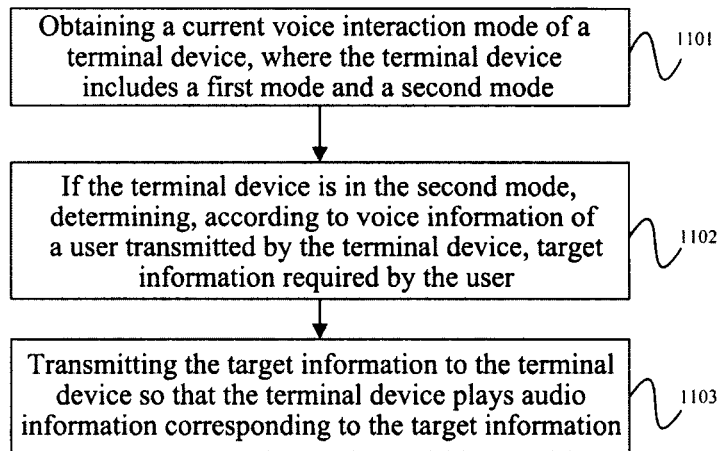 Obtaining a current voice interaction mode of a
terminal device, where the terminal device
includes a first mode and a second mode
1101
If the terminal device is in the second mode,
determining, according to voice information of
a user transmitted by the terminal device, target
information required by the user
1102
Transmitting the target information to the terminal
device so that the terminal device plays audio
information corresponding to the target information
1103